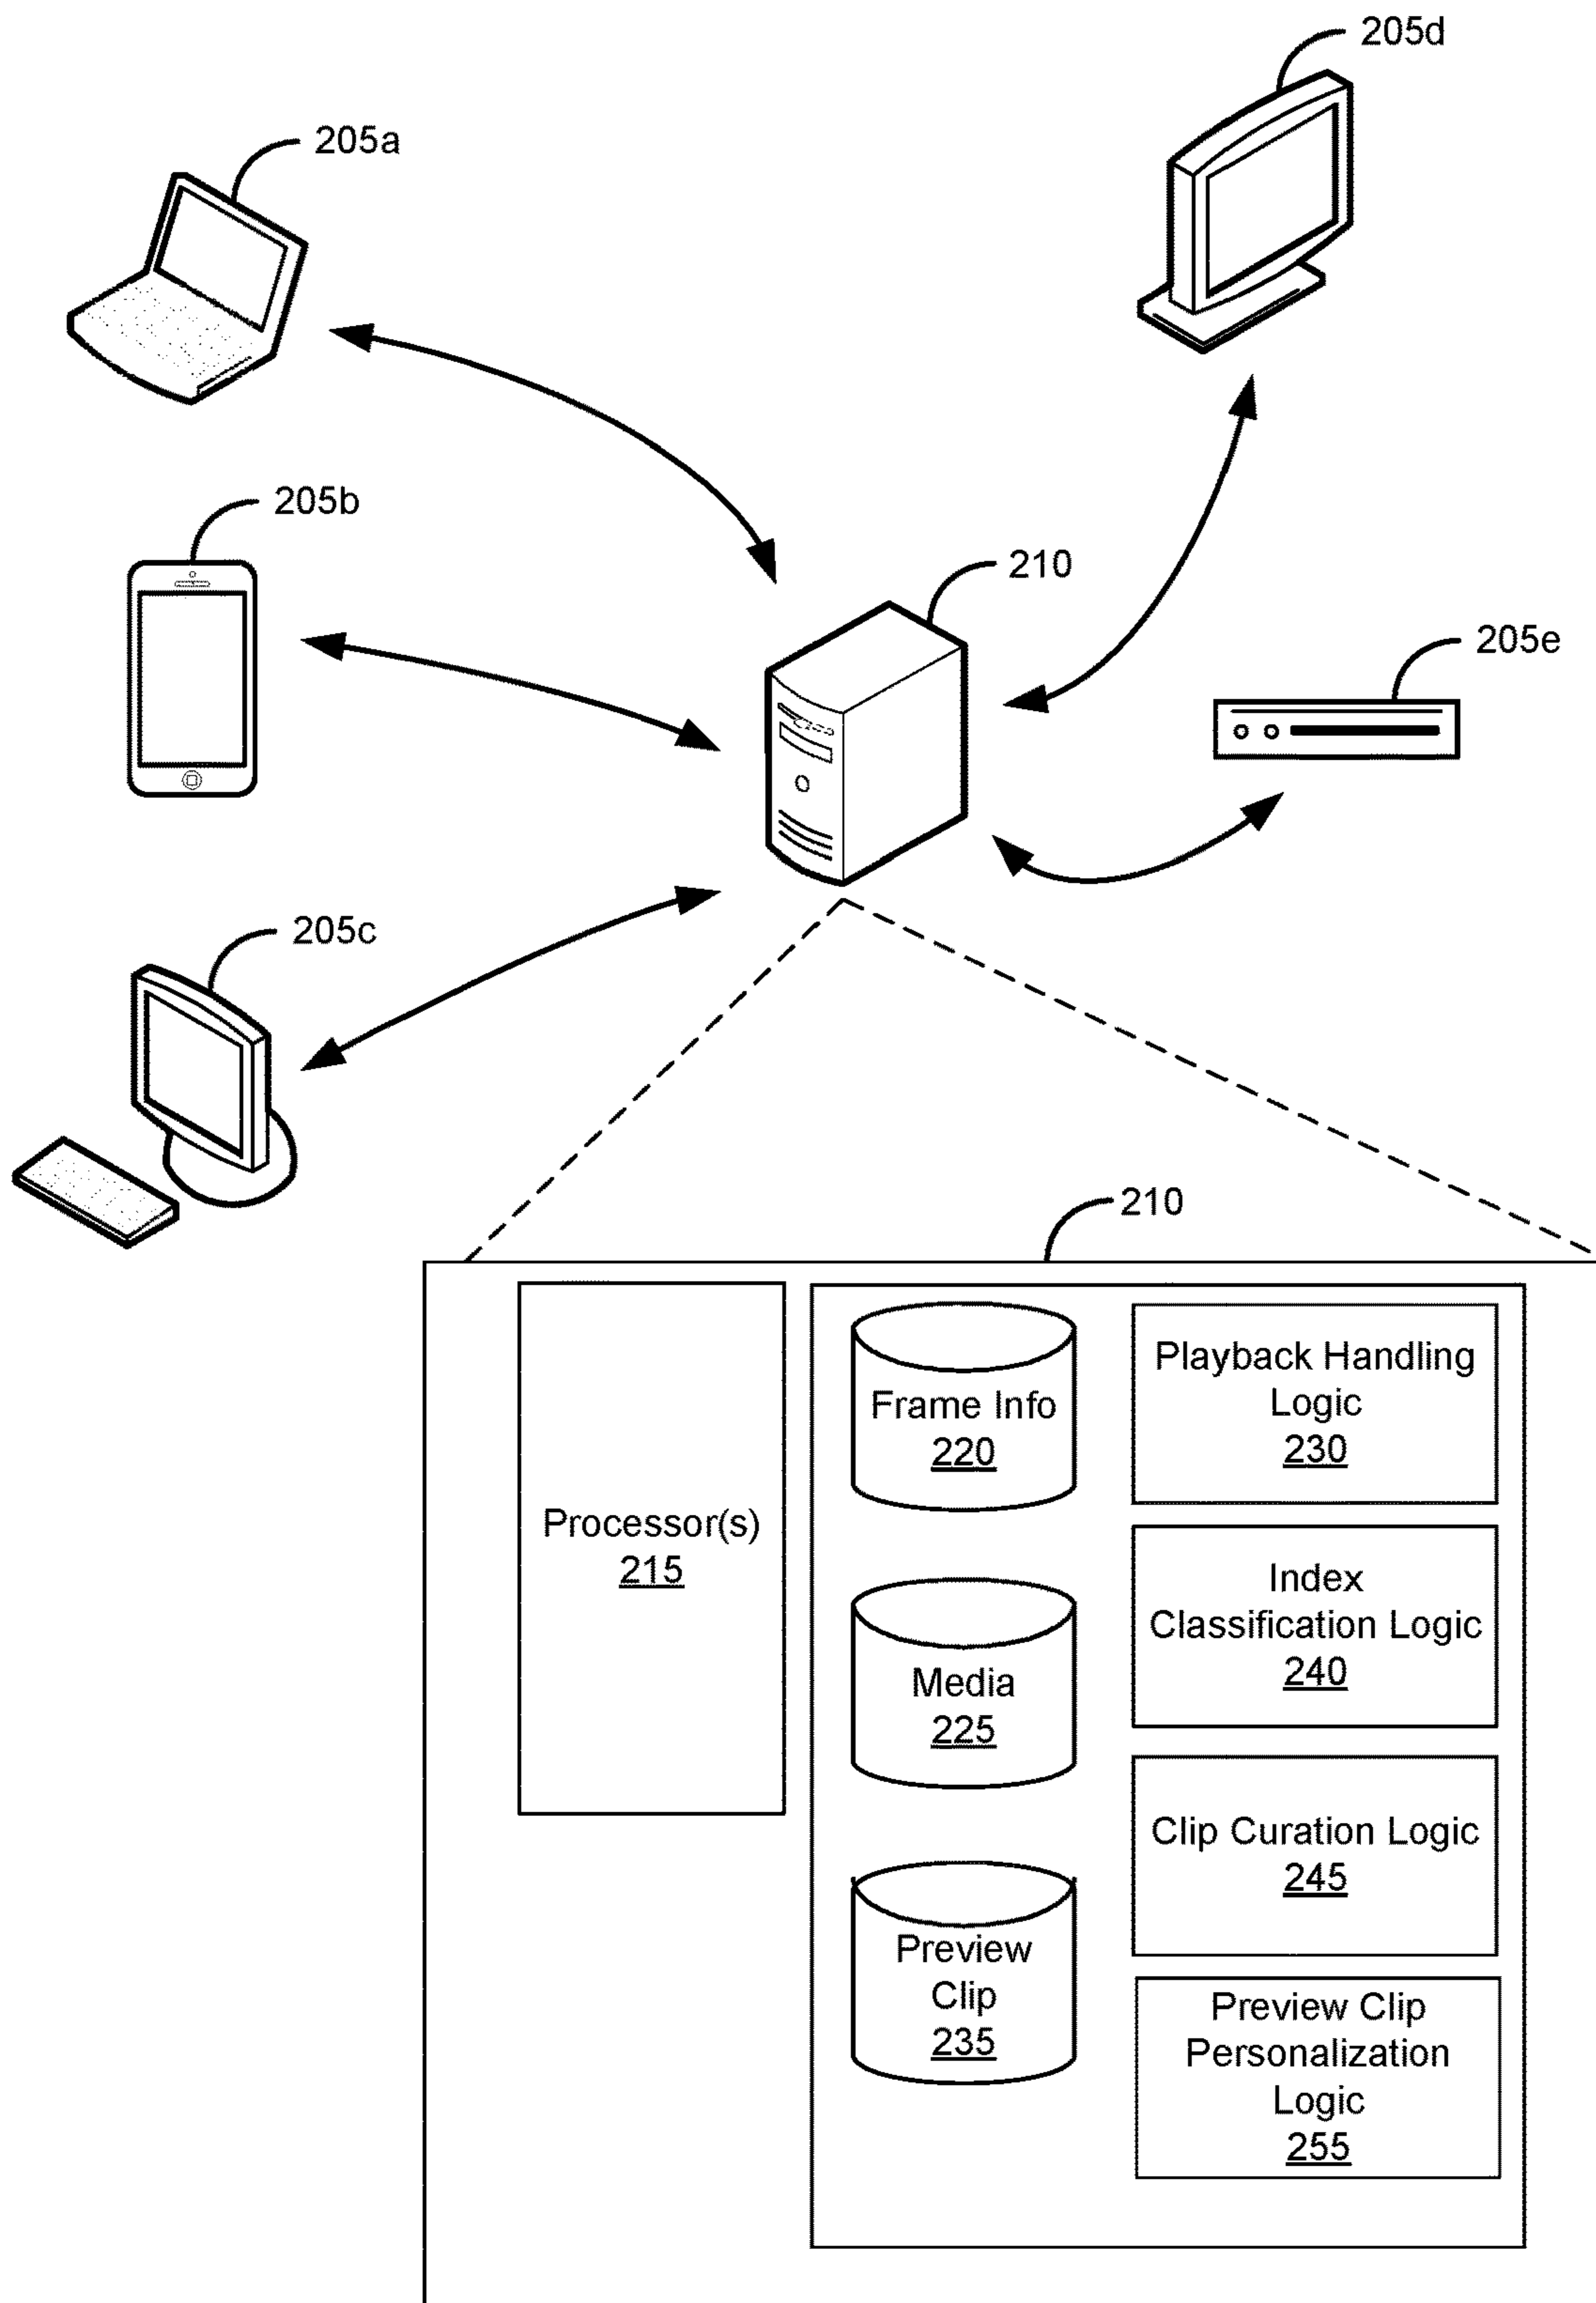 205d
205a
205b
210
205e
205c
210
Processor(s)
215
Frame Info
220
Media
225
Preview
Clip
235
Playback Handling
Logic
230
Index
Classification Logic
240
Clip Curation Logic
245
Preview Clip
Personalization
Logic
255